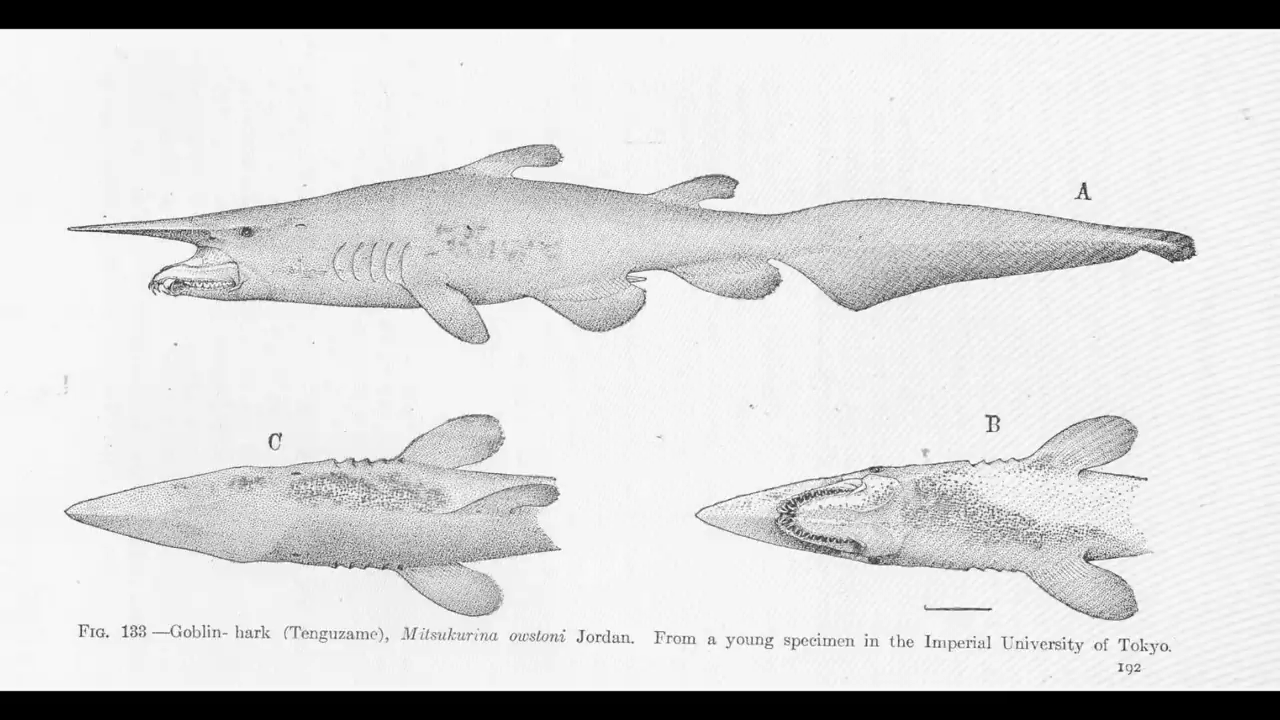 A
C
B
FIG. 133 —Goblin- hark (Tenguzame), Mitsukurina owstoni Jordan. From a young specimen in the Imperial University of Tokyo.
192